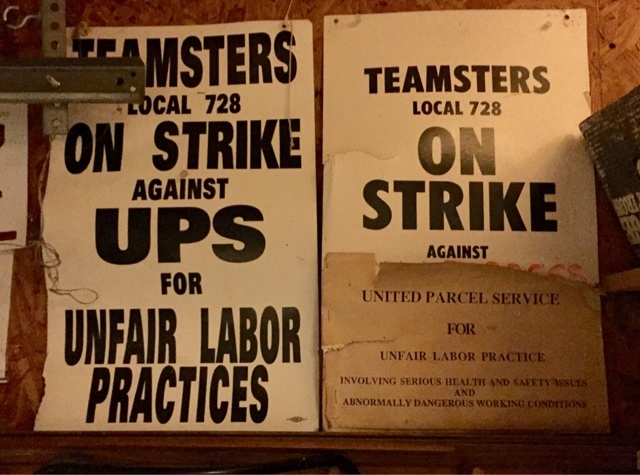 TEAMSTERS
LOCAL 728
ON STRIKE
AGAINST
UPS
FOR
UNFAIR LABOR
PRACTICES
TEAMSTERS
LOCAL 728
ON
STRIKE
AGAINST
UNITED PARCEL SERVICE
FOR
UNFAIR LABOR PRACTICE
INVOLVING SERIOUS HEALTH AND SAFETY ISSUES
AND
ABNORMALLY DANGEROUS WORKING CONDITIONS